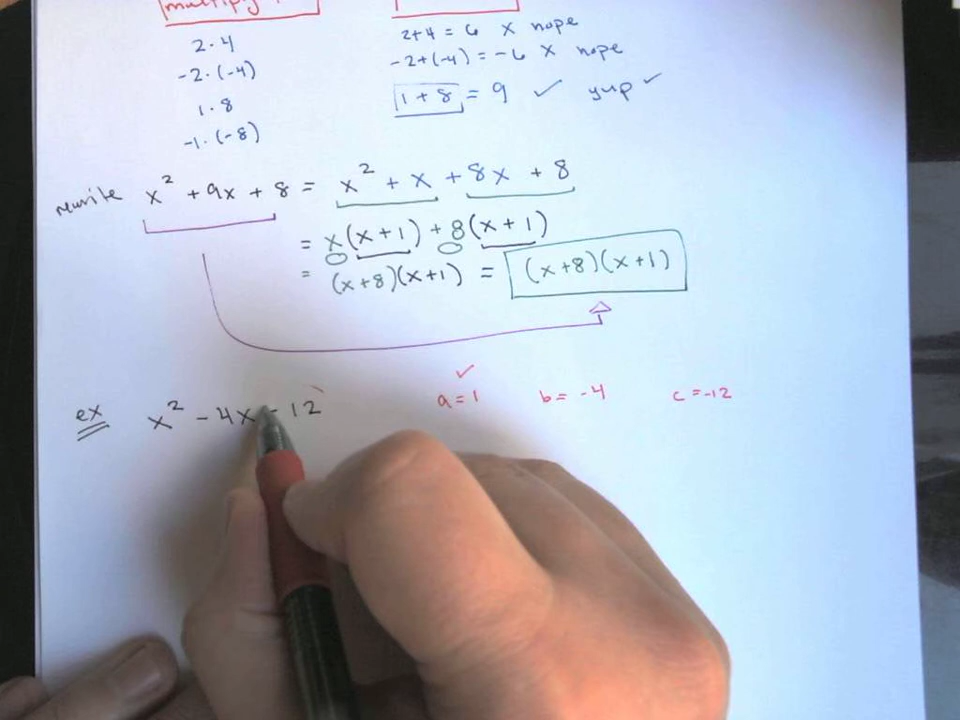 multiply
2·4
2+4 = 6 x nope
-2·(-4)
-2+(-4) = -6 x nope
1·8
1+8 = 9 ✓ yup ✓
-1·(-8)
rewrite x² + 9x + 8 = x² + x + 8x + 8
= x(x+1) + 8(x+1)
= (x+8)(x+1) = (x+8)(x+1)
✓
ex x² - 4x - 12 a=1 b= -4 c=-12